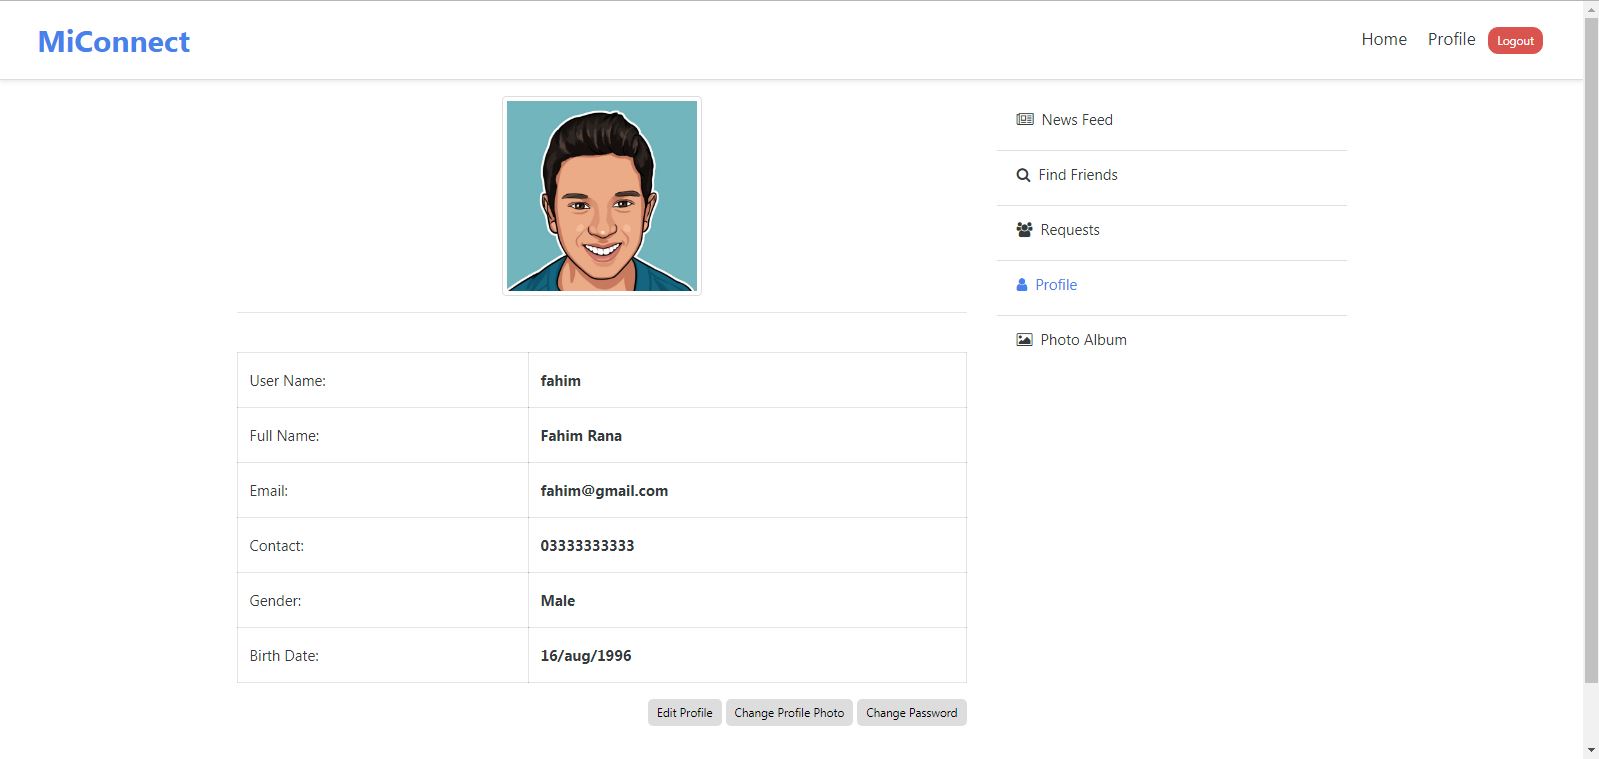 MiConnect
Home Profile Logout
News Feed
Find Friends
Requests
Profile
Photo Album
User Name: fahim
Full Name: Fahim Rana
Email: fahim@gmail.com
Contact: 03333333333
Gender: Male
Birth Date: 16/aug/1996
Edit Profile Change Profile Photo Change Password